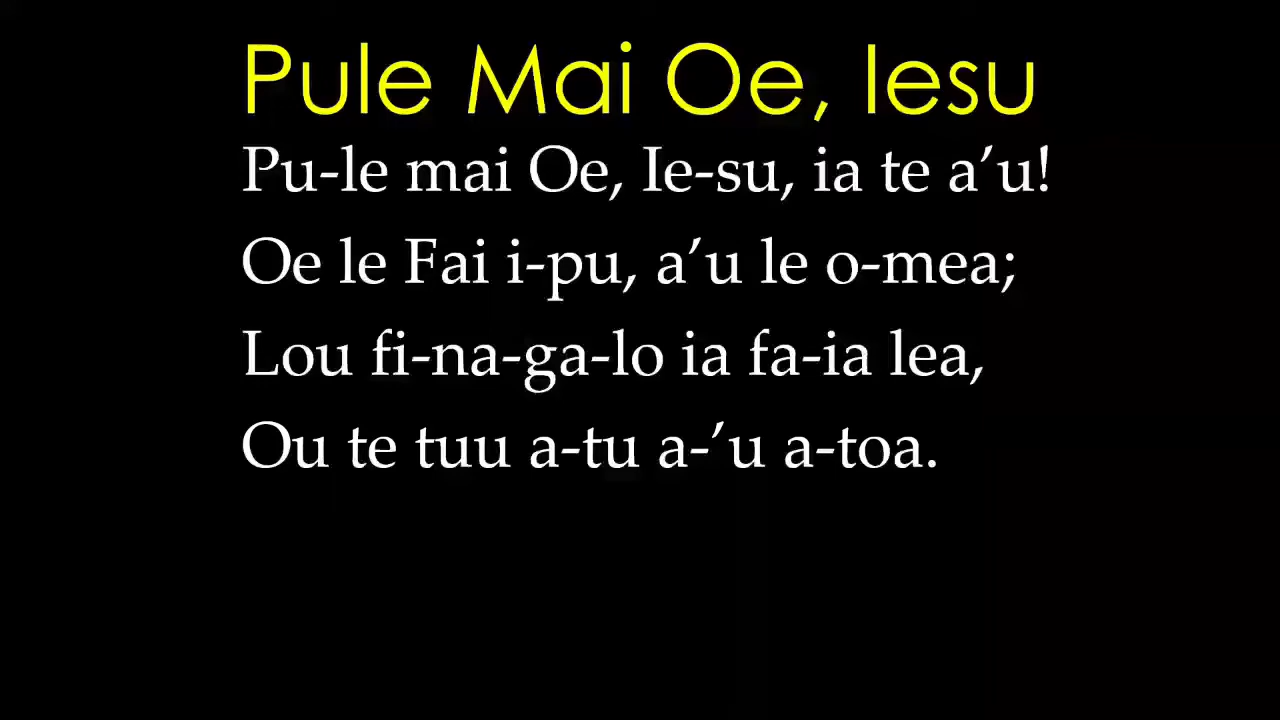 Pule Mai Oe, Iesu
Pu-le mai Oe, Ie-su, ia te a’u!
Oe le Fai i-pu, a’u le o-mea;
Lou fi-na-ga-lo ia fa-ia lea,
Ou te tuu a-tu a-’u a-toa.